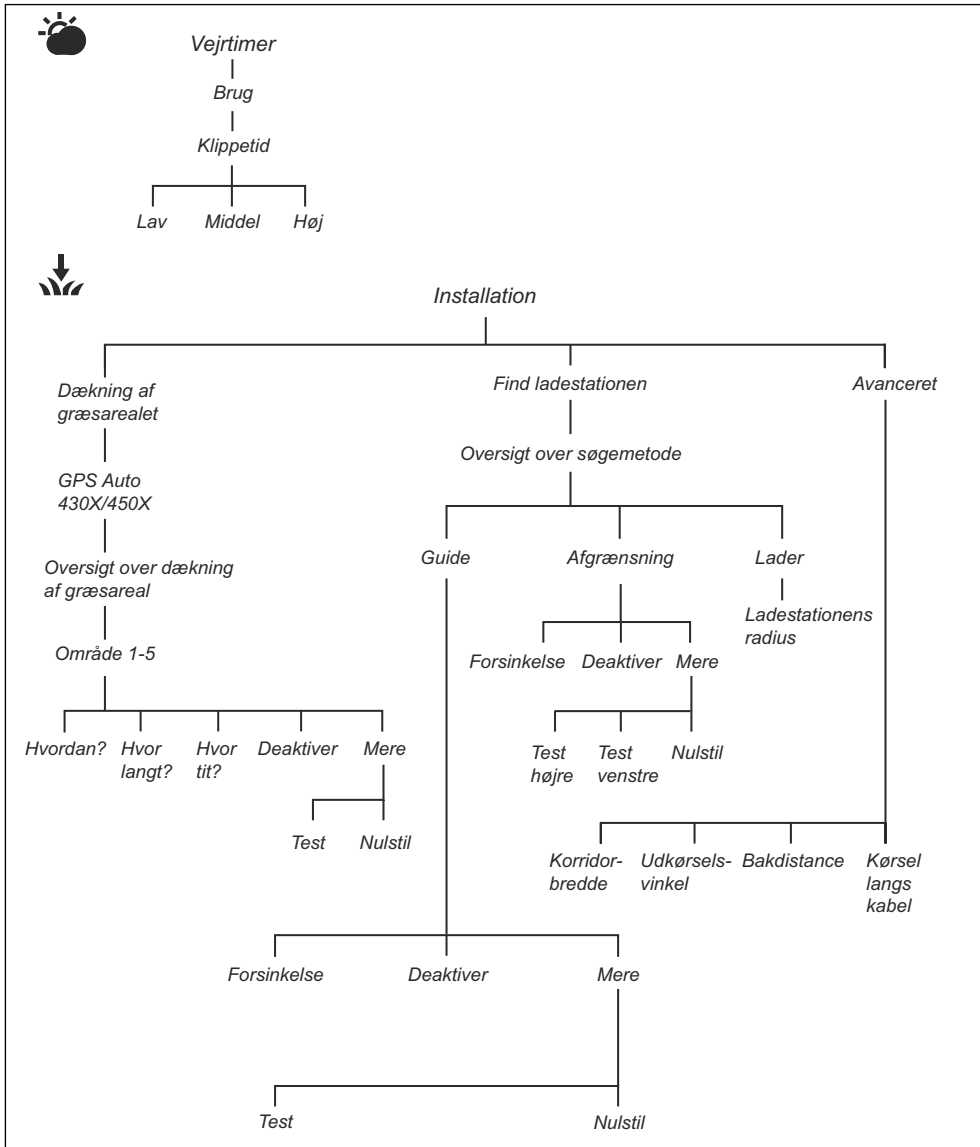 Vejrtimer
Brug
Klippetid
Lav Middel Høj
Installation
Dækning af
græsarealet
Find ladestationen
Avanceret
Oversigt over søgemetode
GPS Auto
430X/450X
Guide
Afgrænsning
Lader
Oversigt over dækning
af græsareal
Ladestationens
radius
Område 1-5
Forsinkelse Deaktiver Mere
Hvordan?
Hvor
langt?
Hvor
tit?
Deaktiver
Mere
Test
højre
Test
venstre
Nulstil
Test Nulstil
Korridor-
bredde
Udkørsels-
vinkel
Bakdistance
Kørsel
langs
kabel
Forsinkelse Deaktiver Mere
Test Nulstil